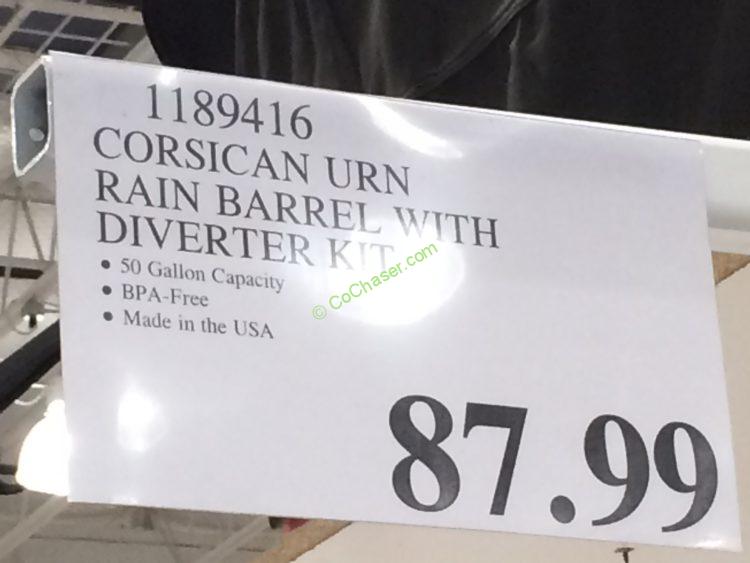 1189416
CORSICAN URN
RAIN BARREL WITH
DIVERTER KIT
• 50 Gallon Capacity
• BPA-Free
• Made in the USA
© CoChaser.com
87.99